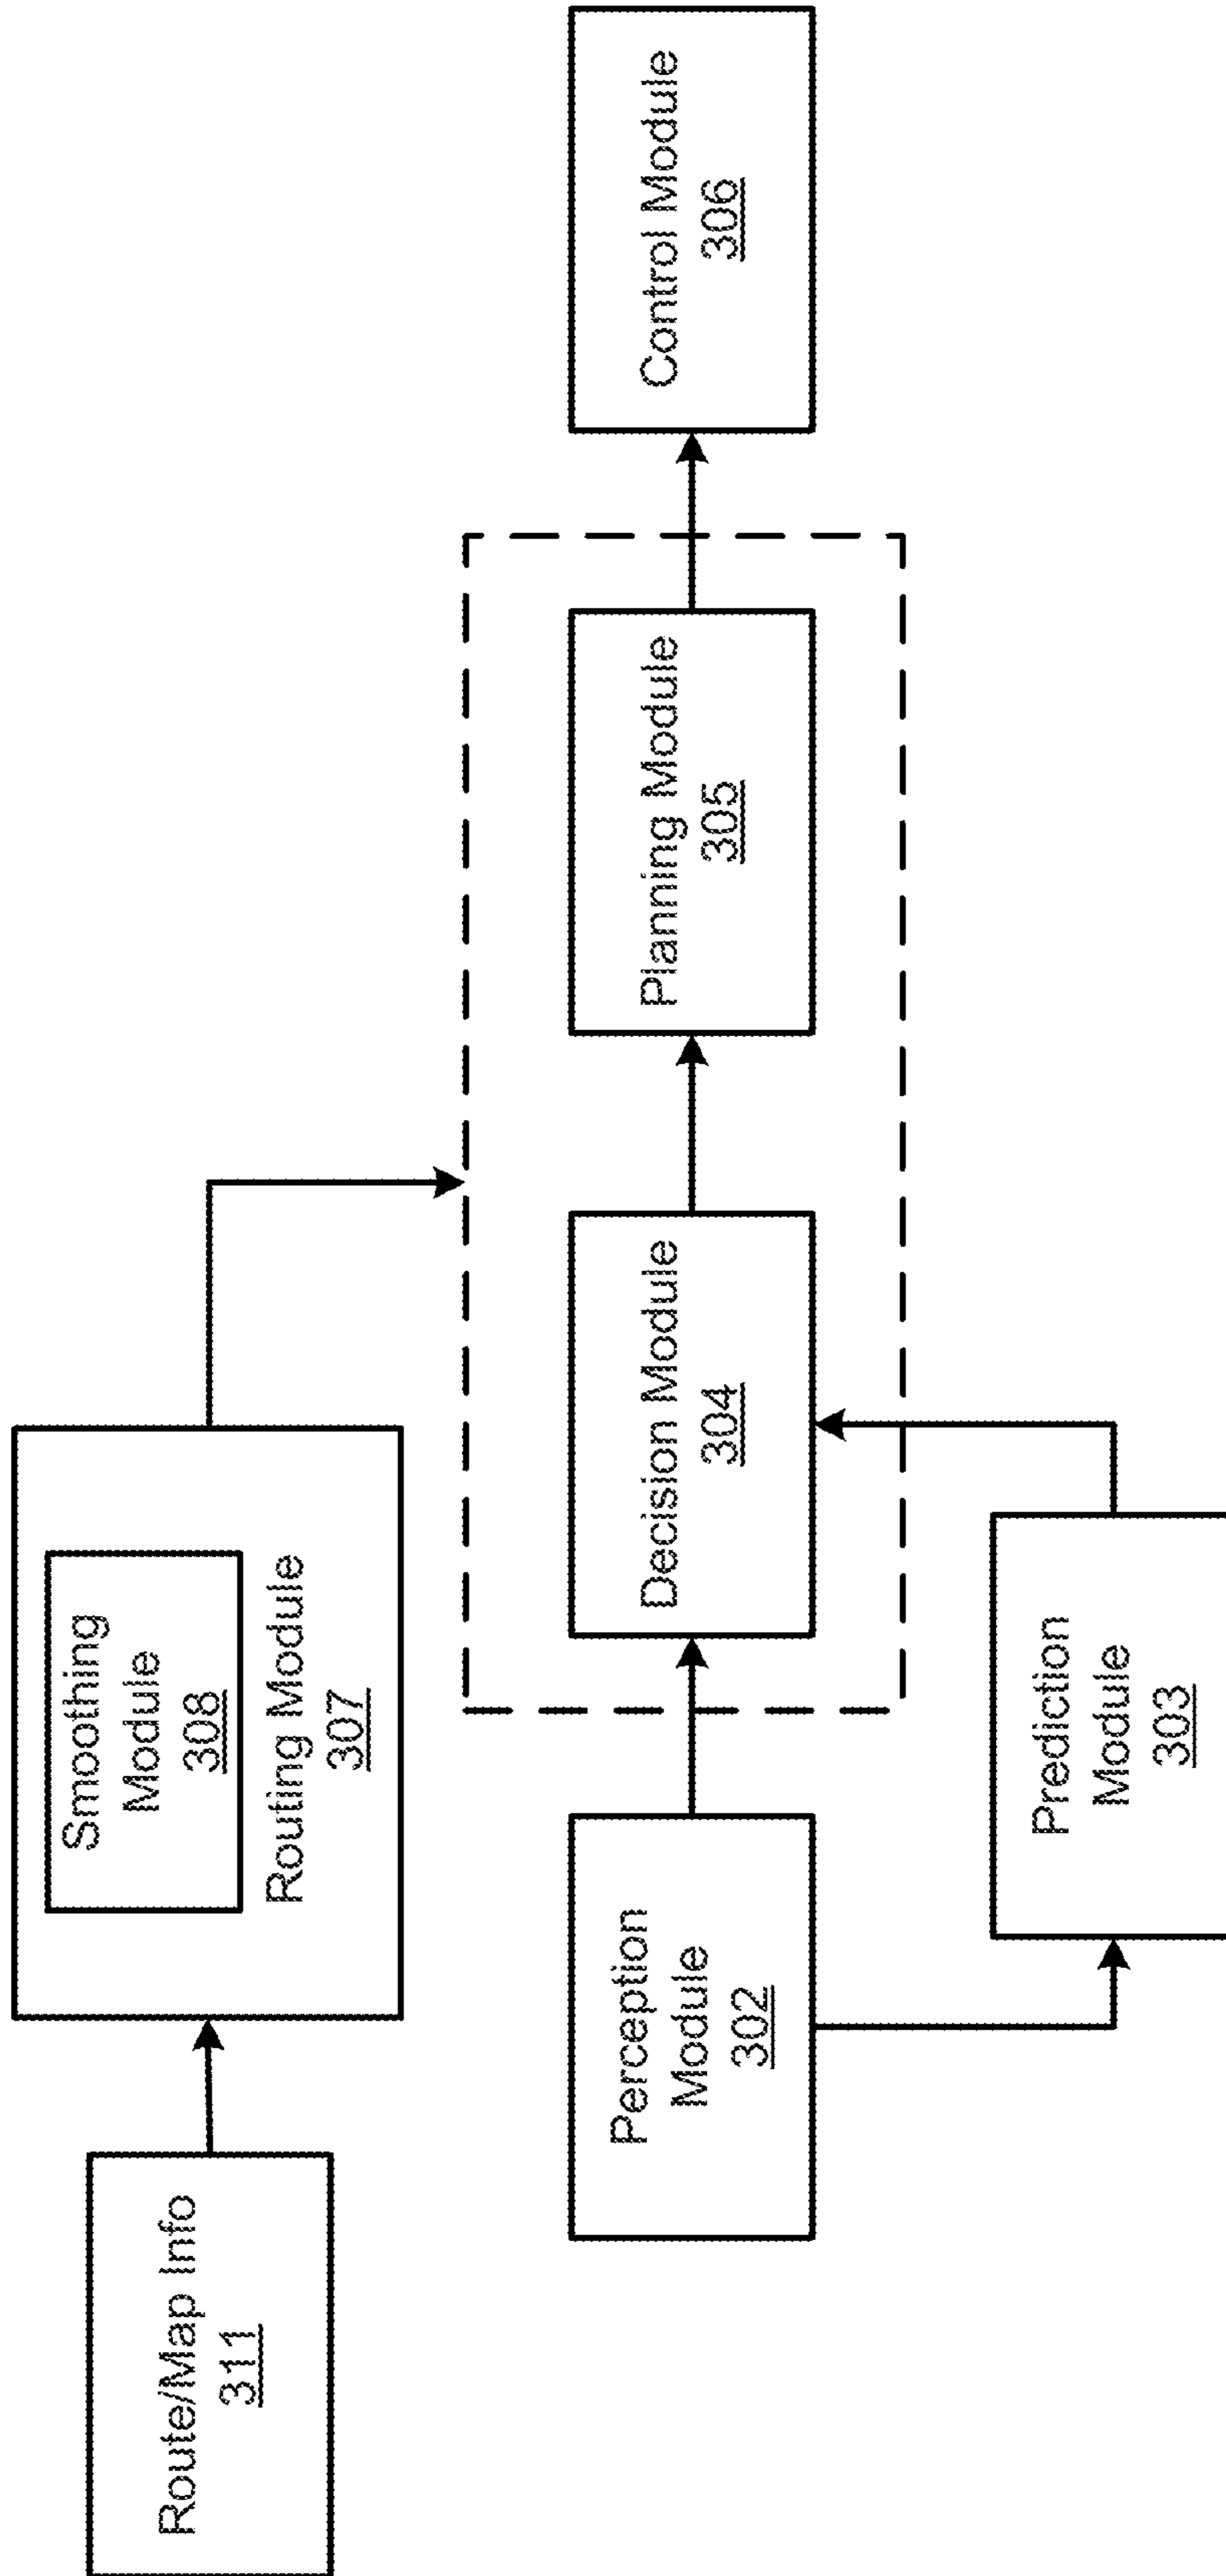 Route/Map Info
311
Smoothing
Module
308
Routing Module
307
Perception
Module
302
Decision Module
304
Planning Module
305
Control Module
306
Prediction
Module
303